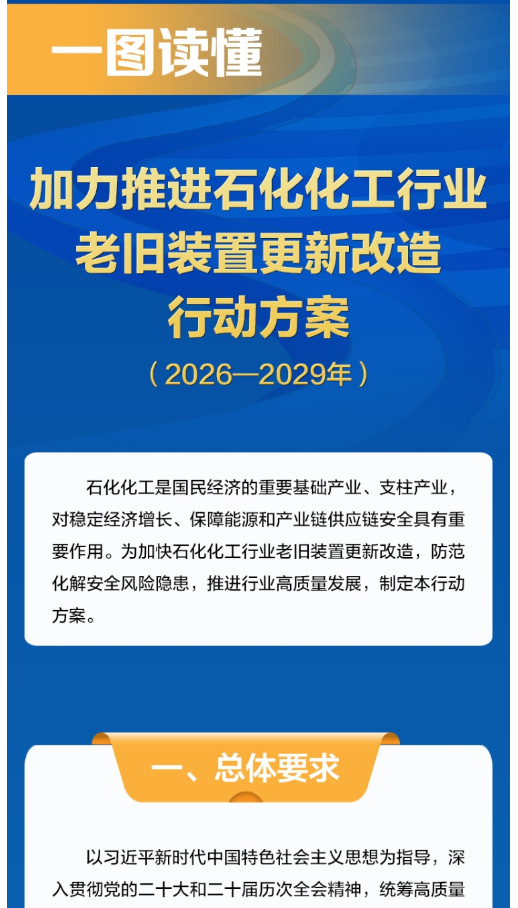 一图读懂
加力推进石化化工行业
老旧装置更新改造
行动方案
（2026—2029年）
石化化工是国民经济的重要基础产业、支柱产业，
对稳定经济增长、保障能源和产业链供应链安全具有重
要作用。为加快石化化工行业老旧装置更新改造，防范
化解安全风险隐患，推进行业高质量发展，制定本行动
方案。
一、总体要求
以习近平新时代中国特色社会主义思想为指导，深
入贯彻党的二十大和二十届历次全会精神，统筹高质量